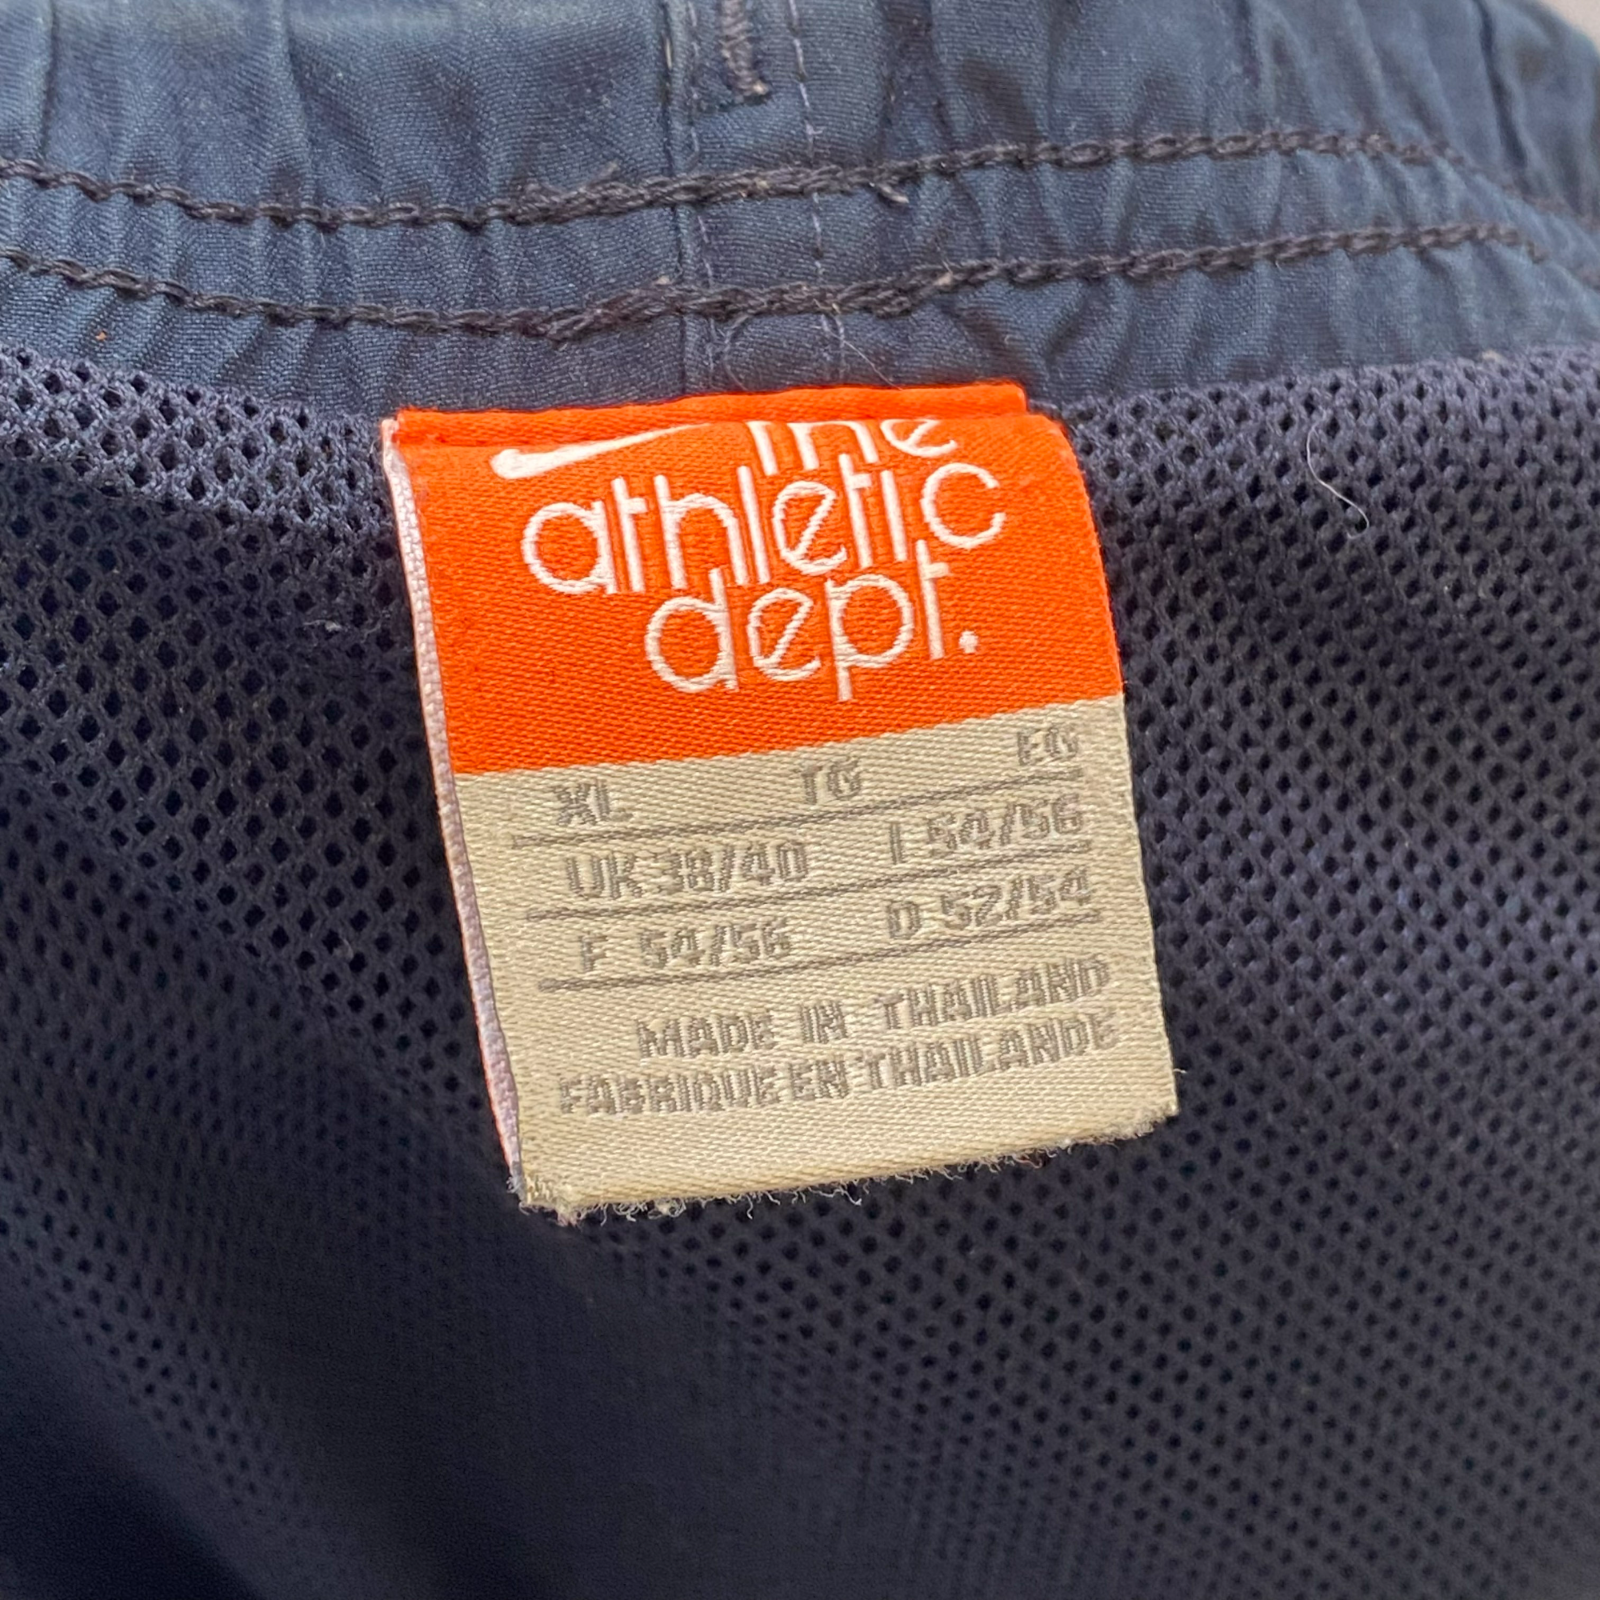 the
athletic
dept.
XL TG EG
UK 38/40 I 54/56
F 54/56 D 52/54
MADE IN THAILAND
FABRIQUE EN THAILANDE